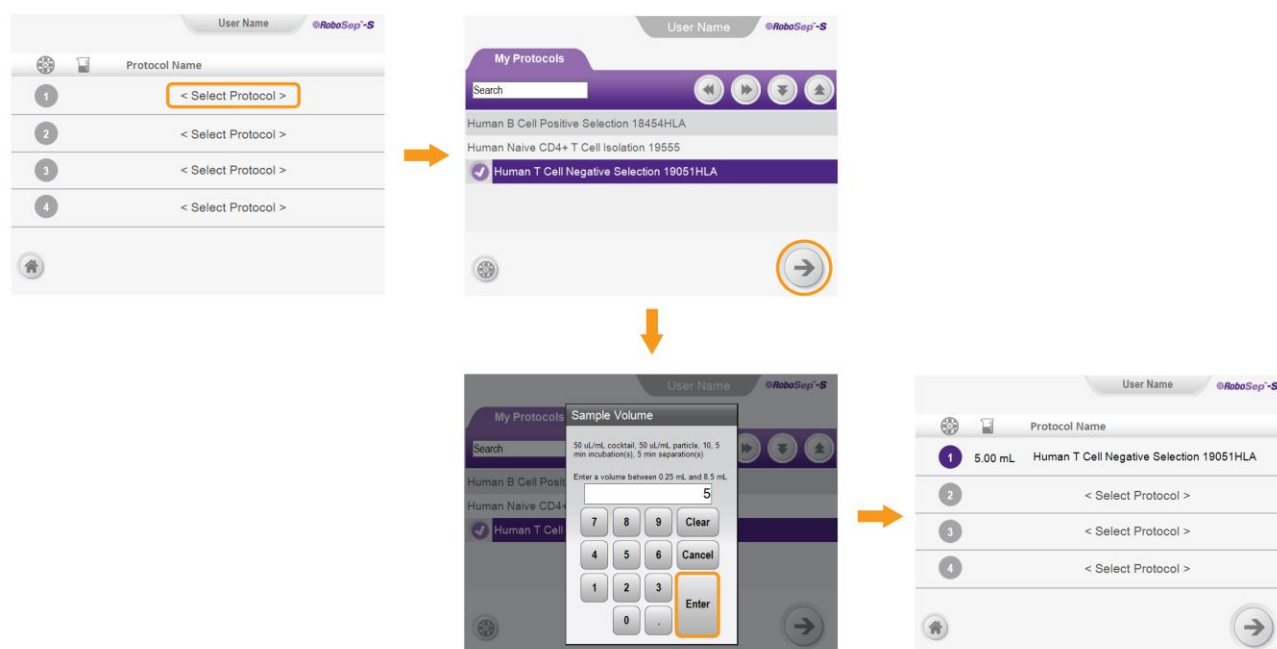 User Name
RoboSep®-S
Protocol Name
1
< Select Protocol >
2
< Select Protocol >
3
< Select Protocol >
4
< Select Protocol >
User Name
RoboSep®-S
My Protocols
Search
Human B Cell Positive Selection 18454HLA
Human Naive CD4+ T Cell Isolation 19555
Human T Cell Negative Selection 19051HLA
User Name
RoboSep®-S
My Protocols
Search
Human B Cell Posit
Human Naive CD4+
Human T Cell
Sample Volume
50 uL/mL cocktail, 50 uL/mL particle, 10, 5
min incubation(s), 5 min separation(s)
Enter a volume between 0.25 mL and 8.5 mL
5
7 8 9 Clear
4 5 6 Cancel
1 2 3
Enter
0 .
User Name
RoboSep®-S
Protocol Name
1 5.00 mL Human T Cell Negative Selection 19051HLA
2 < Select Protocol >
3 < Select Protocol >
4 < Select Protocol >